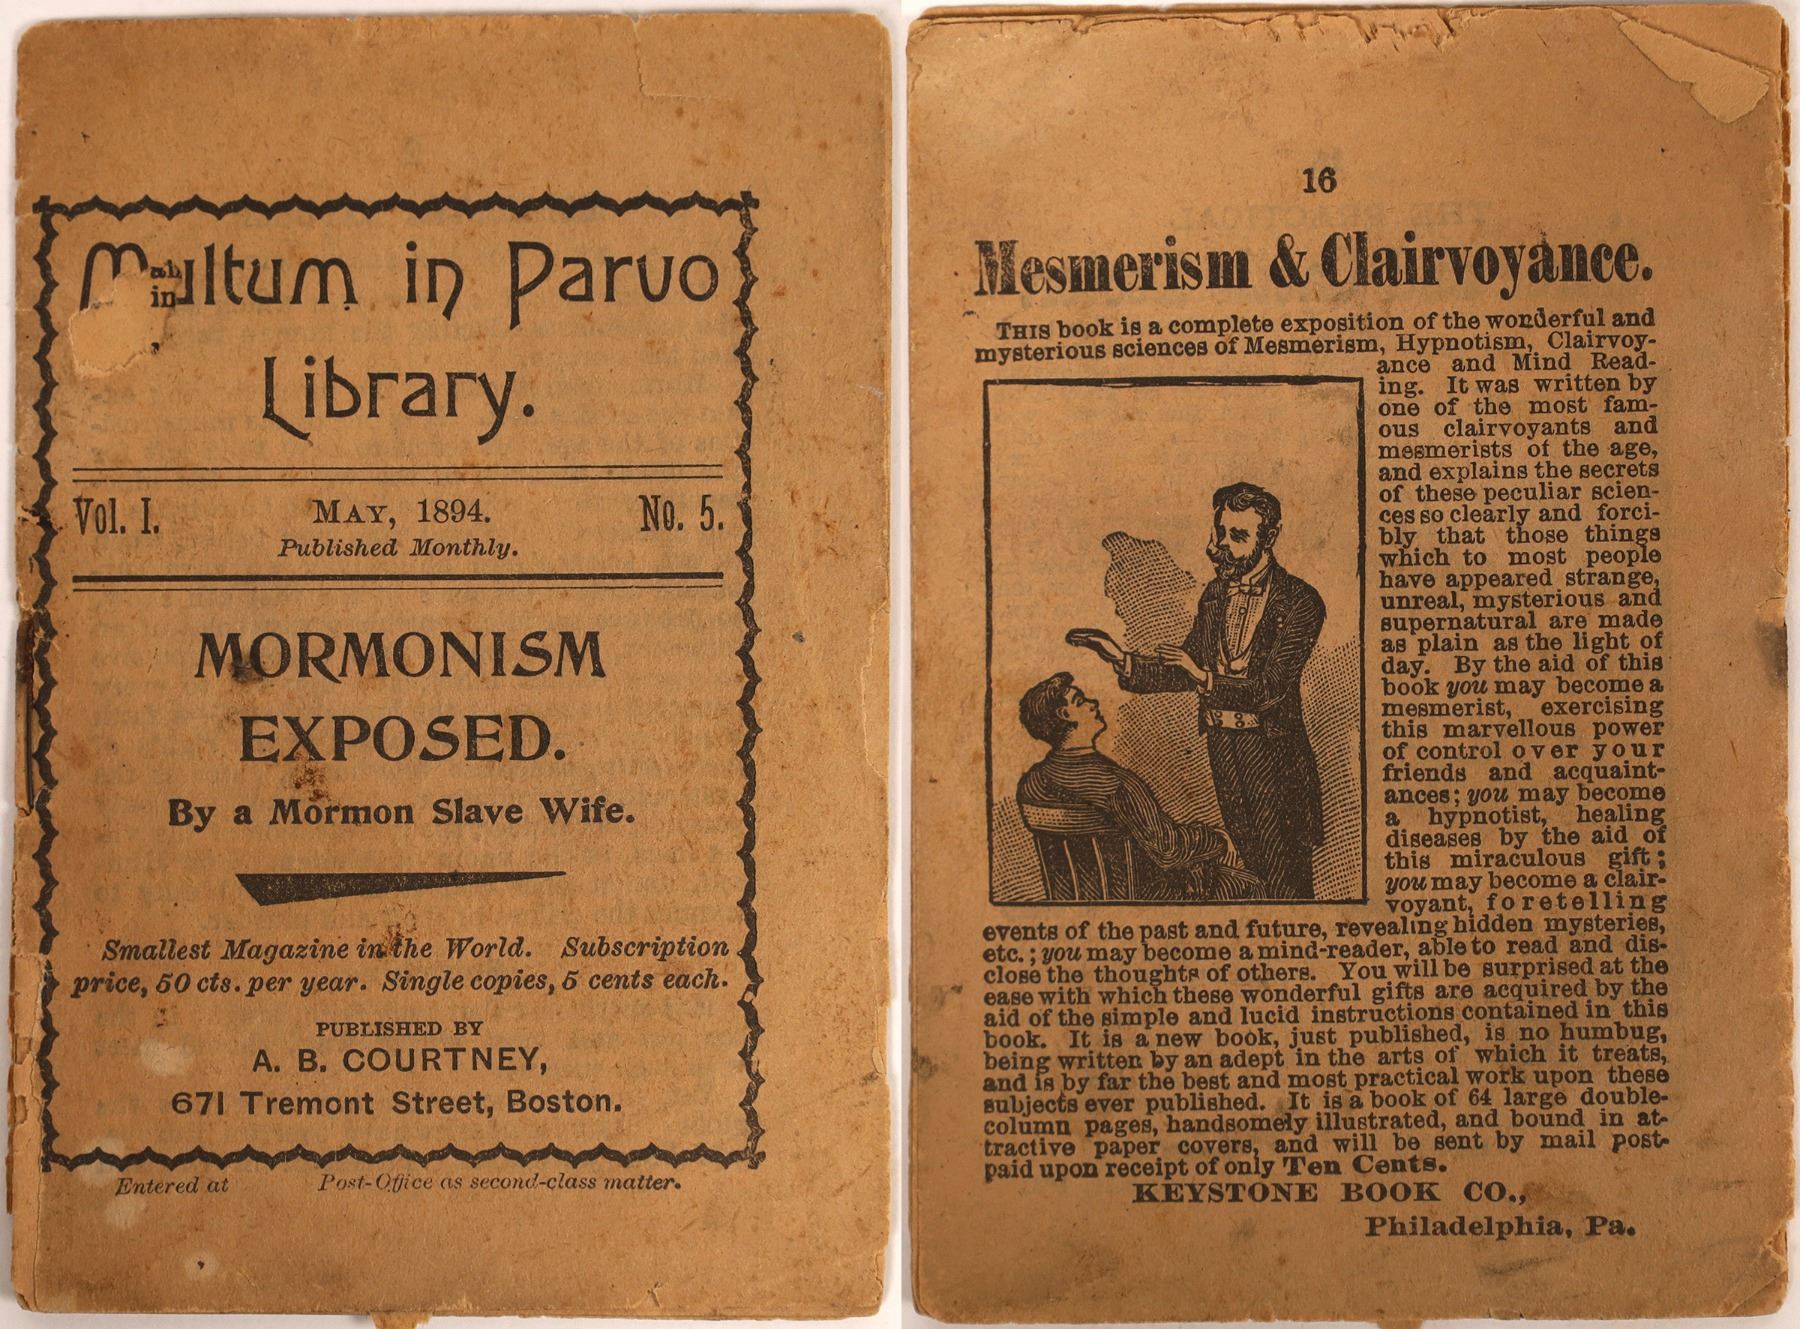 Multum in Parvo
Library.
Vol. I. MAY, 1894. No. 5.
Published Monthly.
MORMONISM
EXPOSED.
By a Mormon Slave Wife.
Smallest Magazine in the World. Subscription
price, 50 cts. per year. Single copies, 5 cents each.
PUBLISHED BY
A. B. COURTNEY,
671 Tremont Street, Boston.
Entered at Post-Office as second-class matter.
16
Mesmerism & Clairvoyance.
THIS book is a complete exposition of the wonderful and
mysterious sciences of Mesmerism, Hypnotism, Clairvoy-
ance and Mind Read-
ing. It was written by
one of the most fam-
ous clairvoyants and
mesmerists of the age,
and explains the secrets
of these peculiar scien-
ces so clearly and forci-
bly that those things
which to most people
have appeared strange,
unreal, mysterious and
supernatural are made
as plain as the light of
day. By the aid of this
book you may become a
mesmerist, exercising
this marvellous power
of control over your
friends and acquaint-
ances; you may become
a hypnotist, healing
diseases by the aid of
this miraculous gift;
you may become a clair-
voyant, foretelling
events of the past and future, revealing hidden mysteries,
etc.; you may become a mind-reader, able to read and dis-
close the thoughts of others. You will be surprised at the
ease with which these wonderful gifts are acquired by the
aid of the simple and lucid instructions contained in this
book. It is a new book, just published, is no humbug,
being written by an adept in the arts of which it treats,
and is by far the best and most practical work upon these
subjects ever published. It is a book of 64 large double-
column pages, handsomely illustrated, and bound in at-
tractive paper covers, and will be sent by mail post-
paid upon receipt of only Ten Cents.
KEYSTONE BOOK CO.,
Philadelphia, Pa.